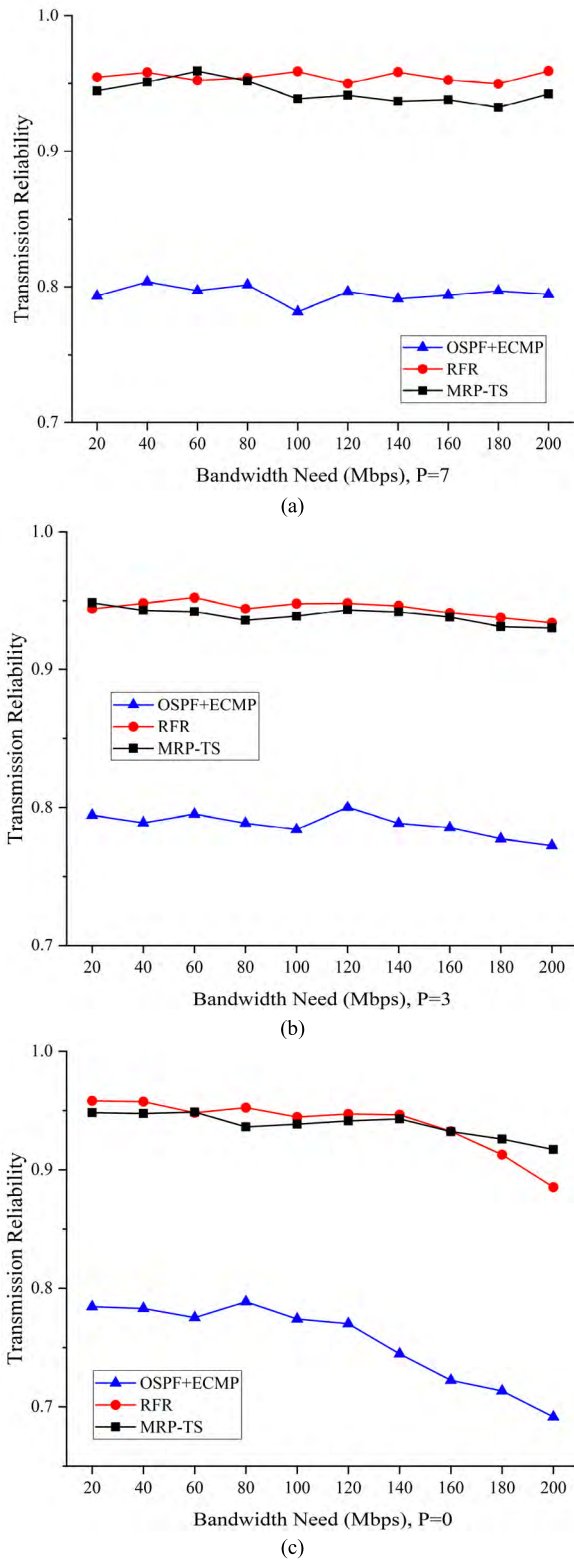 1.0
0.9
0.8
0.7
Transmission Reliability
OSPF+ECMP
RFR
MRP-TS
20 40 60 80 100 120 140 160 180 200
Bandwidth Need (Mbps), P=7
(a)
1.0
0.9
0.8
0.7
Transmission Reliability
OSPF+ECMP
RFR
MRP-TS
20 40 60 80 100 120 140 160 180 200
Bandwidth Need (Mbps), P=3
(b)
1.0
0.9
0.8
0.7
Transmission Reliability
OSPF+ECMP
RFR
MRP-TS
20 40 60 80 100 120 140 160 180 200
Bandwidth Need (Mbps), P=0
(c)